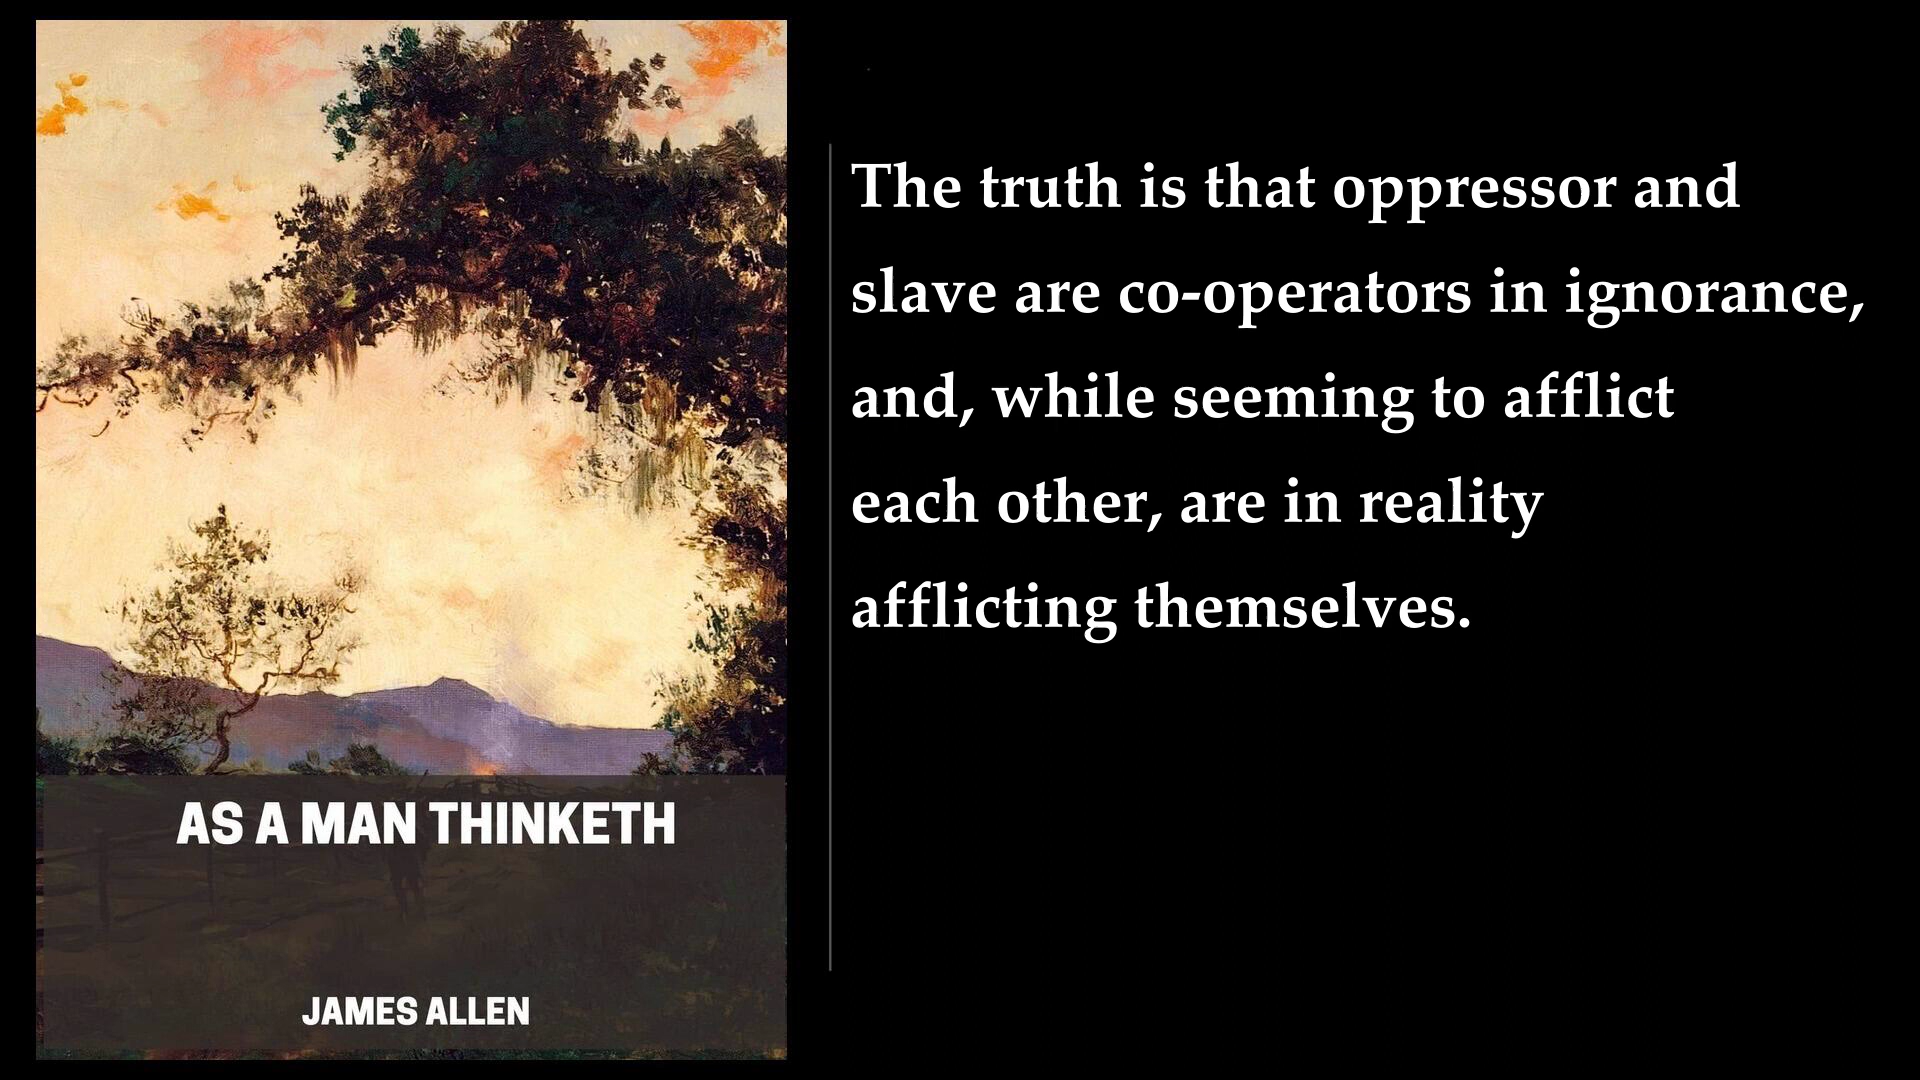 AS A MAN THINKETH
JAMES ALLEN
The truth is that oppressor and
slave are co-operators in ignorance,
and, while seeming to afflict
each other, are in reality
afflicting themselves.